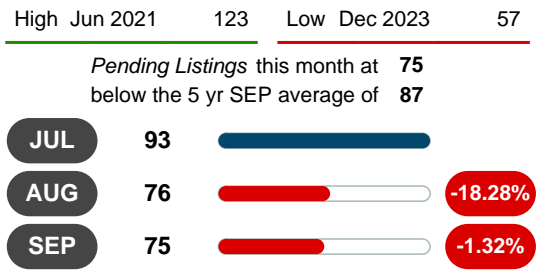 High Jun 2021 123 Low Dec 2023 57
Pending Listings this month at 75
below the 5 yr SEP average of 87
JUL 93
AUG 76 -18.28%
SEP 75 -1.32%